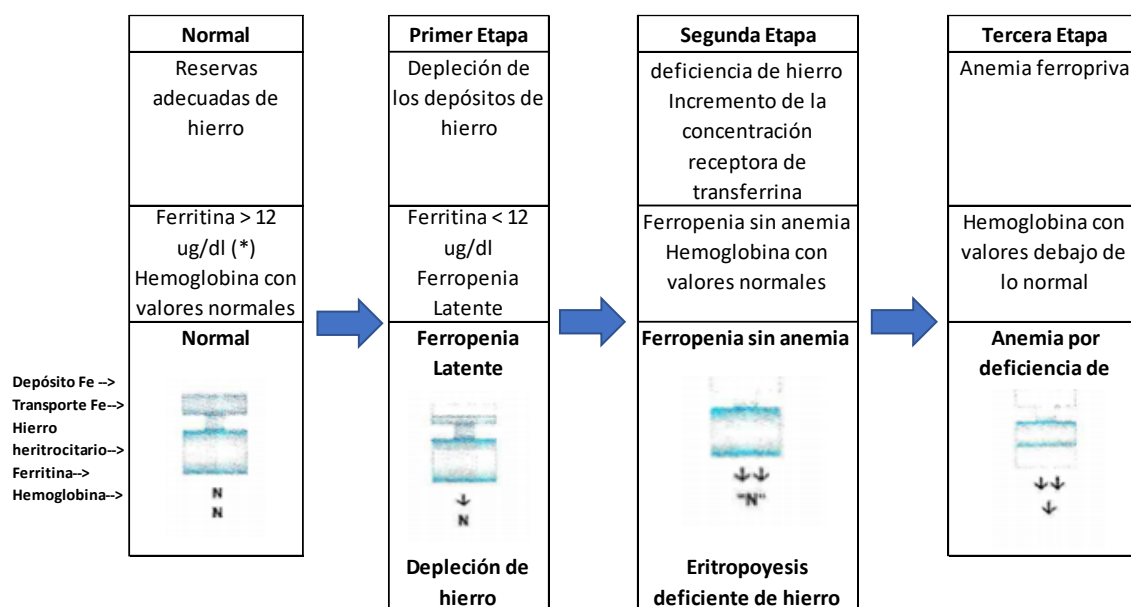 Normal
Reservas
adecuadas de
hierro
Ferritina > 12
ug/dl (*)
Hemoglobina con
valores normales
Normal
N
N
Primer Etapa
Depleción de
los depósitos de
hierro
Ferritina < 12
ug/dl
Ferropenia
Latente
Ferropenia
Latente
↓
N
Depleción de
hierro
Segunda Etapa
deficiencia de hierro
Incremento de la
concentración
receptora de
transferrina
Ferropenia sin anemia
Hemoglobina con
valores normales
Ferropenia sin anemia
↓↓
"N"
Eritropoyesis
deficiente de hierro
Tercera Etapa
Anemia ferropriva
Hemoglobina con
valores debajo de
lo normal
Anemia por
deficiencia de
↓↓
↓
Depósito Fe -->
Transporte Fe-->
Hierro
heritrocitario-->
Ferritina-->
Hemoglobina-->